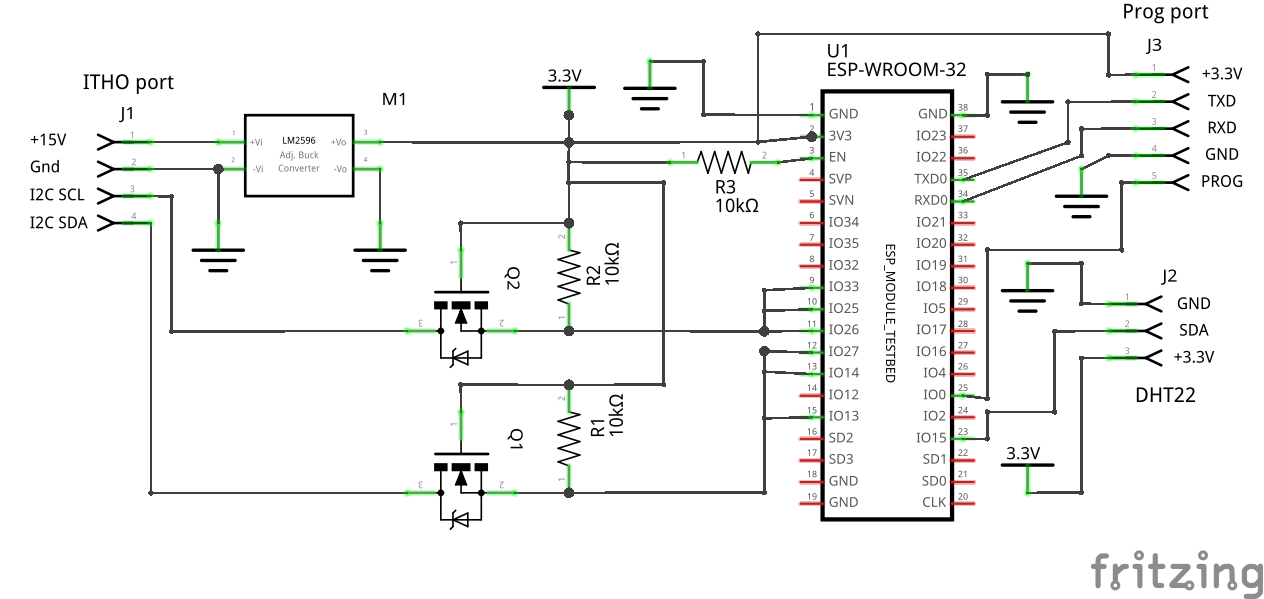 Prog port
J3
+3.3V
TXD
RXD
GND
PROG
1
2
3
4
5
ITHO port
J1
+15V
Gnd
I2C SCL
I2C SDA
1
2
3
4
M1
LM2596
Adj. Buck
Converter
+Vi
-Vi
+Vo
-Vo
1
2
3
4
3.3V
U1
ESP-WROOM-32
ESP_MODULE_TESTBED
1 GND
2 3V3
3 EN
4 SVP
5 SVN
6 IO34
7 IO35
8 IO32
9 IO33
10 IO25
11 IO26
12 IO27
13 IO14
14 IO12
15 IO13
16 SD2
17 SD3
18 GND
19 GND
GND 38
IO23 37
IO22 36
TXD0 35
RXD0 34
IO21 33
IO20 32
IO19 31
IO18 30
IO5 29
IO17 28
IO16 27
IO4 26
IO0 25
IO2 24
IO15 23
SD1 22
SD0 21
CLK 20
1
2
R3
10kΩ
Q2
1
3
2
R2
10kΩ
2
1
Q1
1
3
2
R1
10kΩ
2
1
J2
GND
SDA
+3.3V
1
2
3
DHT22
3.3V
fritzing